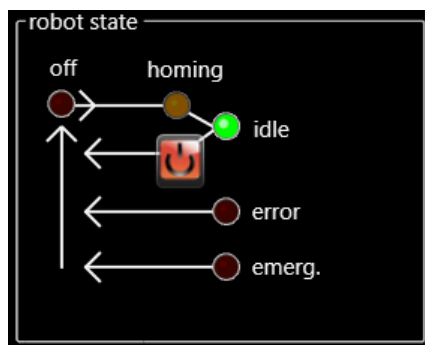 robot state
off
homing
idle
error
emerg.